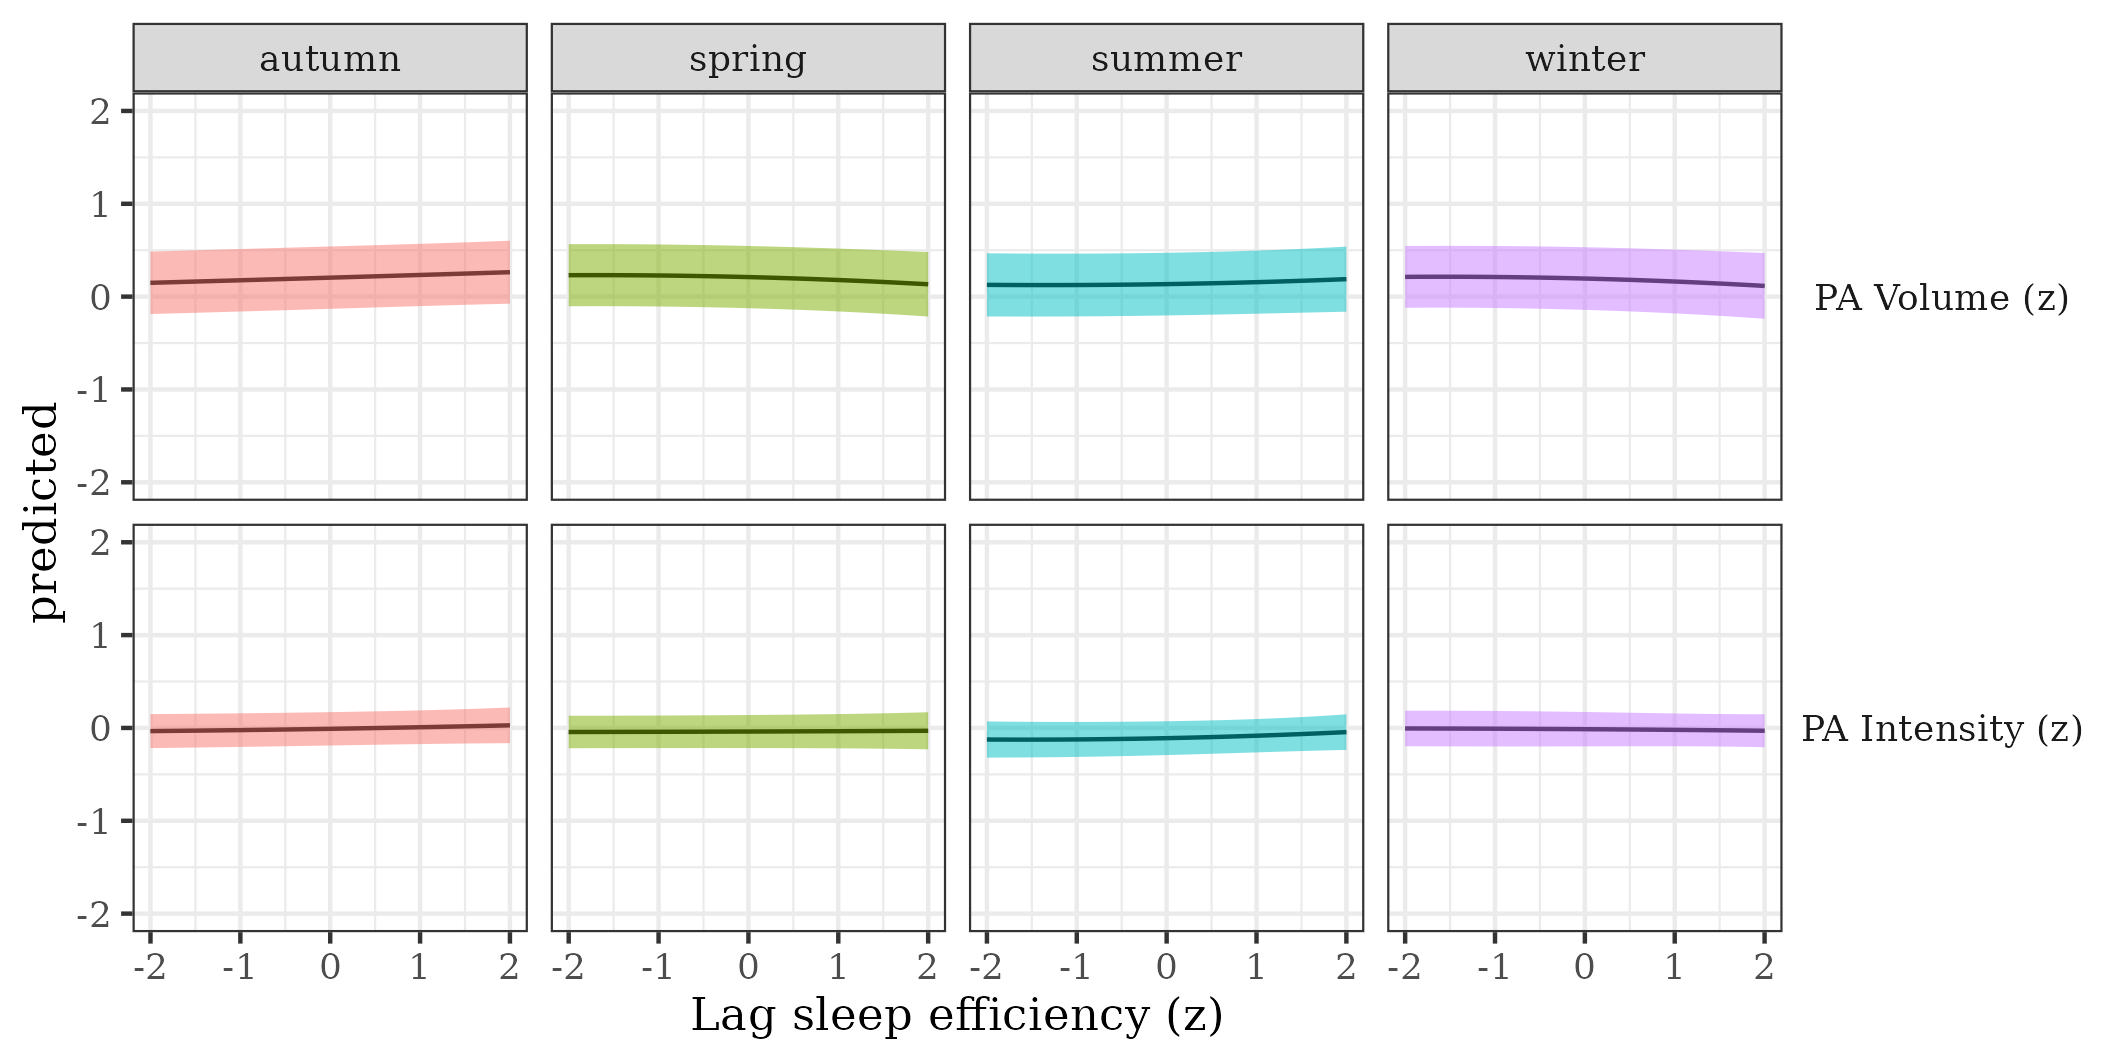 autumn spring summer winter
2
1
0
-1
-2
PA Volume (z)
predicted
2
1
0
-1
-2
PA Intensity (z)
-2 -1 0 1 2 -2 -1 0 1 2 -2 -1 0 1 2 -2 -1 0 1 2
Lag sleep efficiency (z)